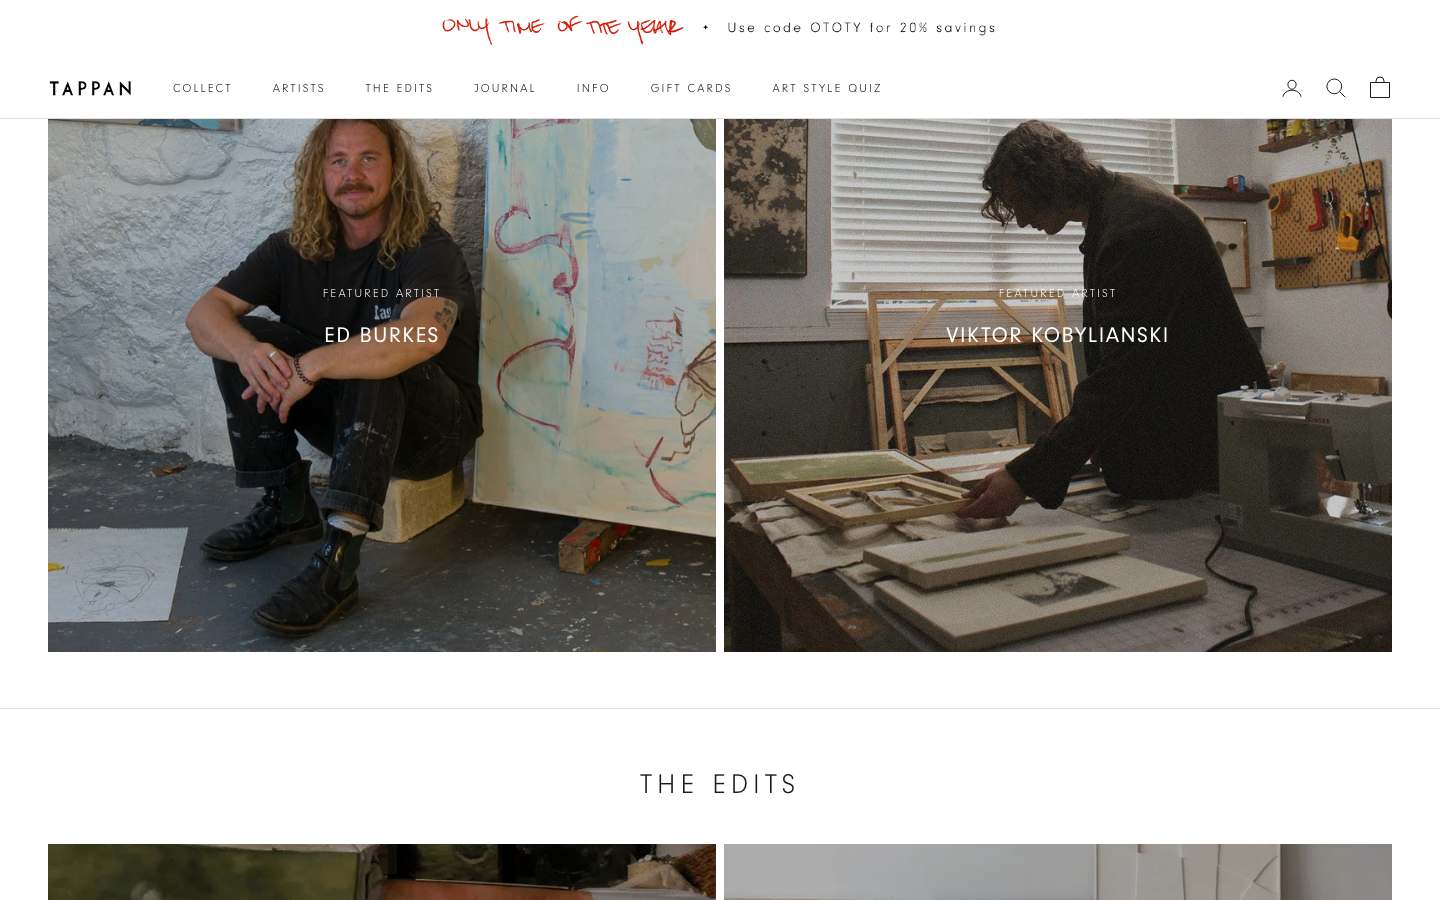 ONLY TIME OF THE YEAR
Use code OTOTY for 20% savings
TAPPAN
COLLECT
ARTISTS
THE EDITS
JOURNAL
INFO
GIFT CARDS
ART STYLE QUIZ
FEATURED ARTIST
ED BURKES
FEATURED ARTIST
VIKTOR KOBYLIANSKI
THE EDITS